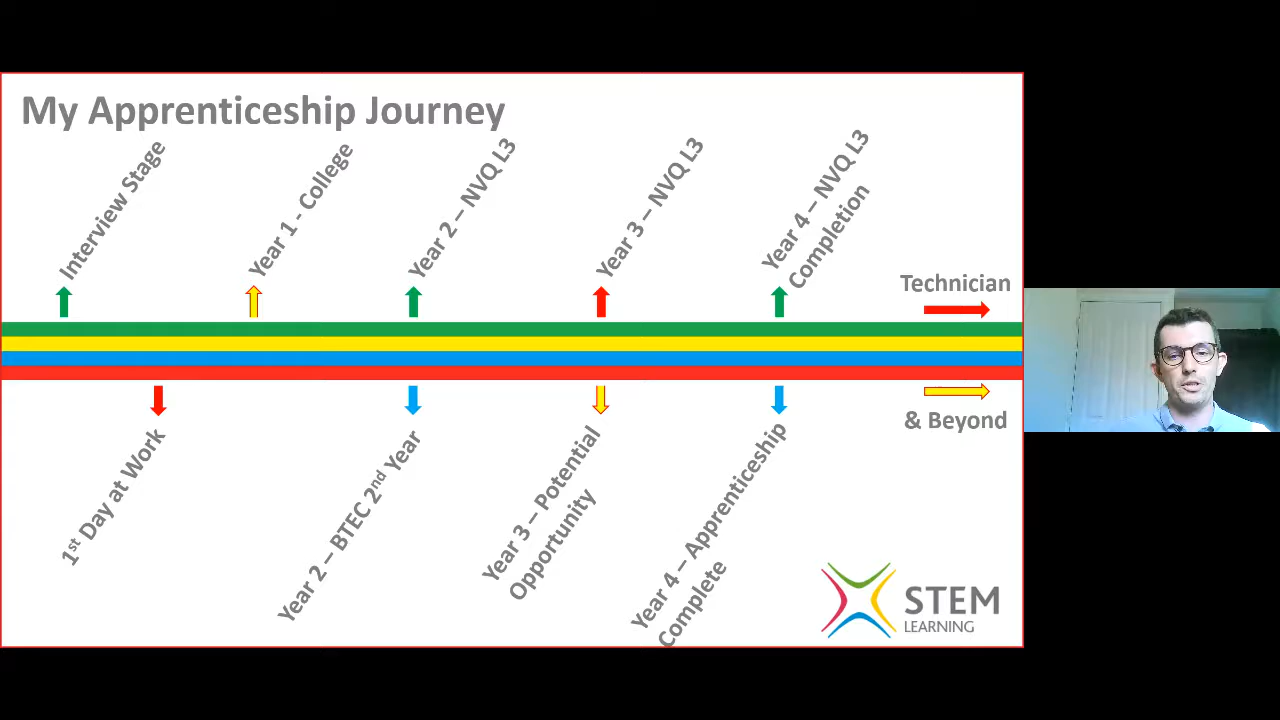 My Apprenticeship Journey
Interview Stage
Year 1 - College
Year 2 – NVQ L3
Year 3 – NVQ L3
Year 4 – NVQ L3
Completion
Technician
1st Day at Work
Year 2 – BTEC 2nd Year
Year 3 – Potential
Opportunity
Year 4 – Apprenticeship
Complete
& Beyond
STEM
LEARNING